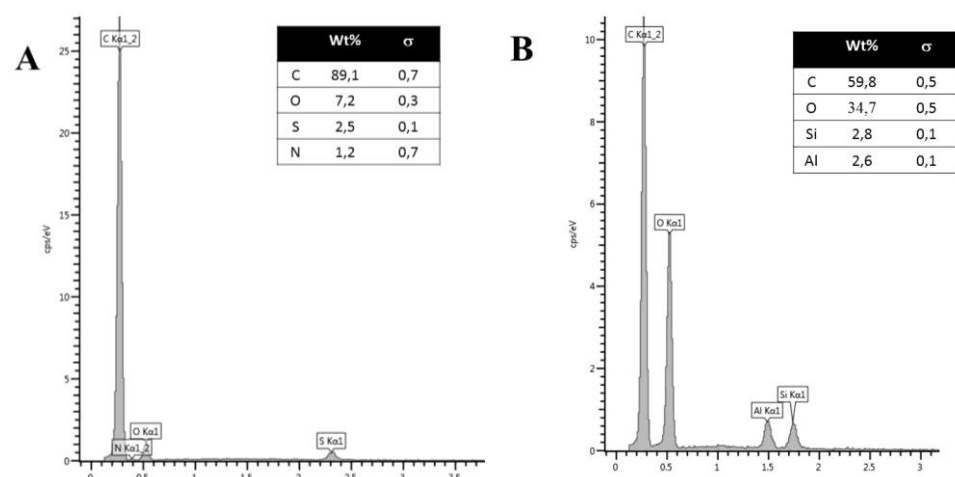 A
cps/eV
25
20
15
10
5
0
C Kα1_2
N Kα1_2
O Kα1
S Kα1
0 0.5 1 1.5 2 2.5 3 3.5
Wt% σ
C 89,1 0,7
O 7,2 0,3
S 2,5 0,1
N 1,2 0,7
B
cps/eV
10
8
6
4
2
0
C Kα1_2
O Kα1
Al Kα1
Si Kα1
0 0.5 1 1.5 2 2.5 3
Wt% σ
C 59,8 0,5
O 34,7 0,5
Si 2,8 0,1
Al 2,6 0,1